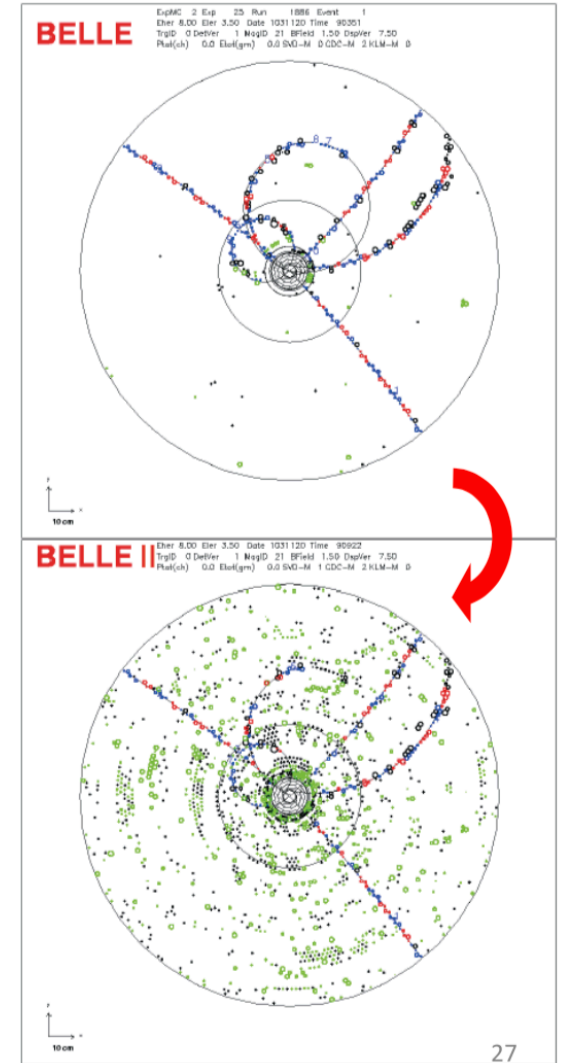 BELLE
ExpMC 2 Exp 25 Run 1886 Event 1
Eher 8.00 Eler 3.50 Date 1031120 Time 90351
TrgID 0 DetVer 1 MagID 21 BField 1.50 DspVer 7.50
Ptot(ch) 0.0 Etot(gm) 0.0 SVD-M 0 CDC-M 2 KLM-M 0
8 7
y
x
10 cm
BELLE II
Eher 8.00 Eler 3.50 Date 1031120 Time 90922
TrgID 0 DetVer 1 MagID 21 BField 1.50 DspVer 7.50
Ptot(ch) 0.0 Etot(gm) 0.0 SVD-M 1 CDC-M 2 KLM-M 0
y
x
10 cm
27